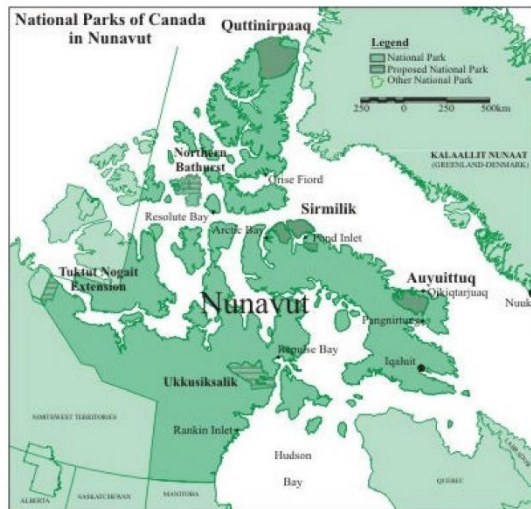 National Parks of Canada
in Nunavut
Quttinirpaaq
Legend
National Park
Proposed National Park
Other National Park
250 0 250 500km
KALAALLIT NUNAAT
(GREENLAND-DENMARK)
Northern
Bathurst
Grise Fiord
Resolute Bay
Sirmilik
Arctic Bay
Pond Inlet
Tuktut Nogait
Extension
Auyuittuq
Qikiqtarjuaq
Nuuk
Nunavut
Pangnirtung
Repulse Bay
Iqaluit
Ukkusiksalik
NORTHWEST TERRITORIES
Rankin Inlet
Hudson
Bay
LABRADOR
QUEBEC
ALBERTA
SASKATCHEWAN
MANITOBA